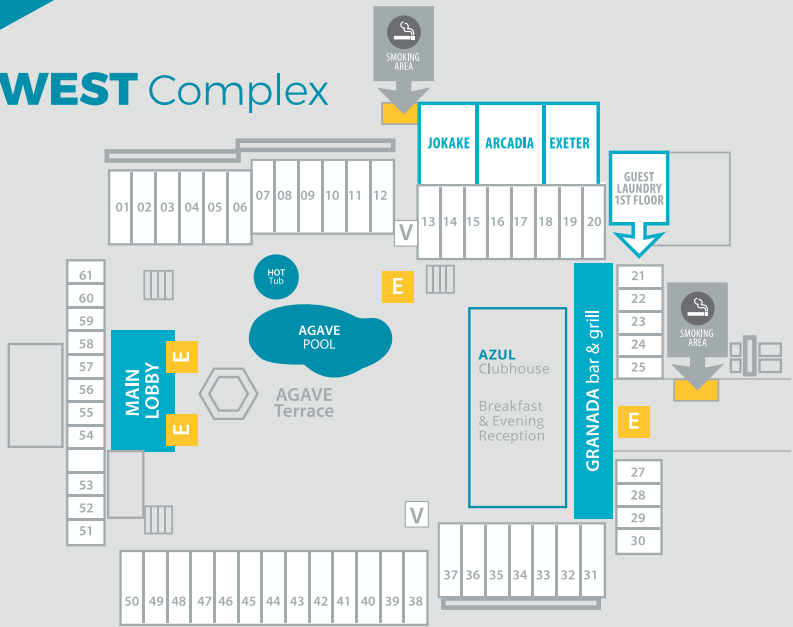 SMOKING
AREA
WEST Complex
JOKAKE ARCADIA EXETER
GUEST
LAUNDRY
1ST FLOOR
01 02 03 04 05 06
07 08 09 10 11 12
13 14 15 16 17 18 19 20
V
HOT
Tub
E
AGAVE
POOL
61
60
59
58
57
56
55
54
53
52
51
MAIN
LOBBY
E
E
AGAVE
Terrace
AZUL
Clubhouse
Breakfast
& Evening
Reception
GRANADA bar & grill
21
22
23
24
25
SMOKING
AREA
E
27
28
29
30
V
50 49 48 47 46 45 44 43 42 41 40 39 38
37 36 35 34 33 32 31